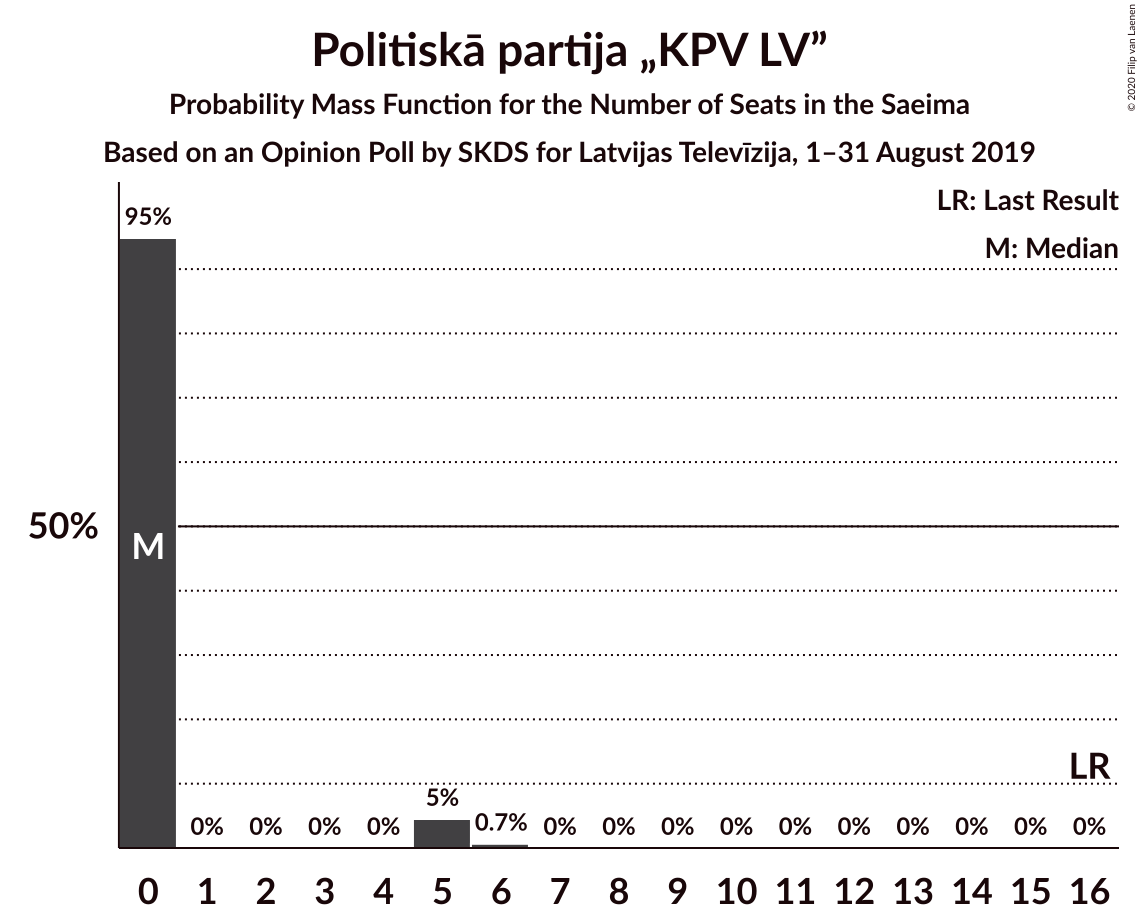 Politiskā partija „KPV LV”
Probability Mass Function for the Number of Seats in the Saeima
Based on an Opinion Poll by SKDS for Latvijas Televīzija, 1–31 August 2019
© 2020 Filip van Laenen
LR: Last Result
M: Median
95%
50%
M
LR
5%
0% 0% 0% 0% 0.7% 0% 0% 0% 0% 0% 0% 0% 0% 0% 0%
0 1 2 3 4 5 6 7 8 9 10 11 12 13 14 15 16